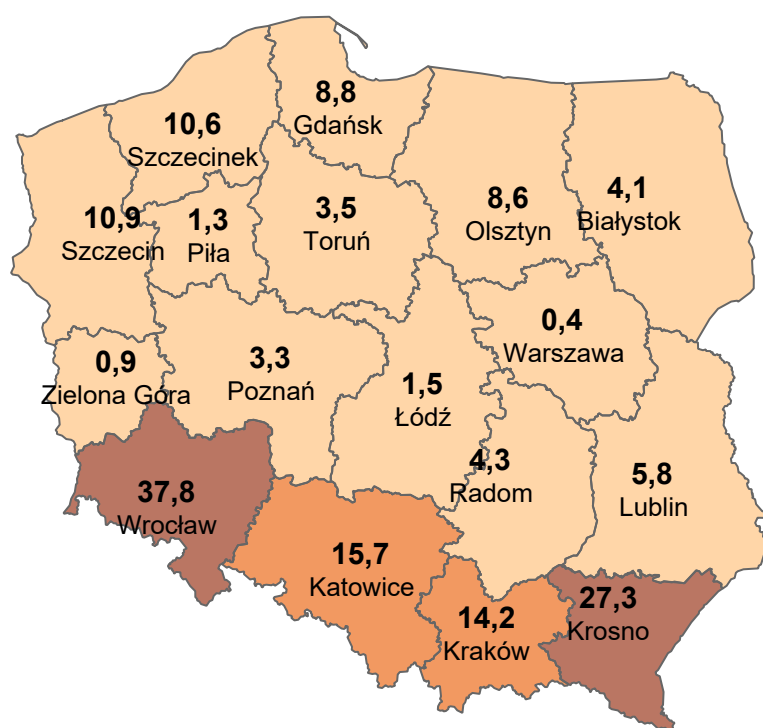 8,8
Gdańsk
10,6
Szczecinek
4,1
Białystok
8,6
Olsztyn
3,5
Toruń
1,3
Piła
10,9
Szczecin
0,4
Warszawa
3,3
Poznań
0,9
Zielona Góra
1,5
Łódź
4,3
Radom
5,8
Lublin
37,8
Wrocław
15,7
Katowice
27,3
Krosno
14,2
Kraków